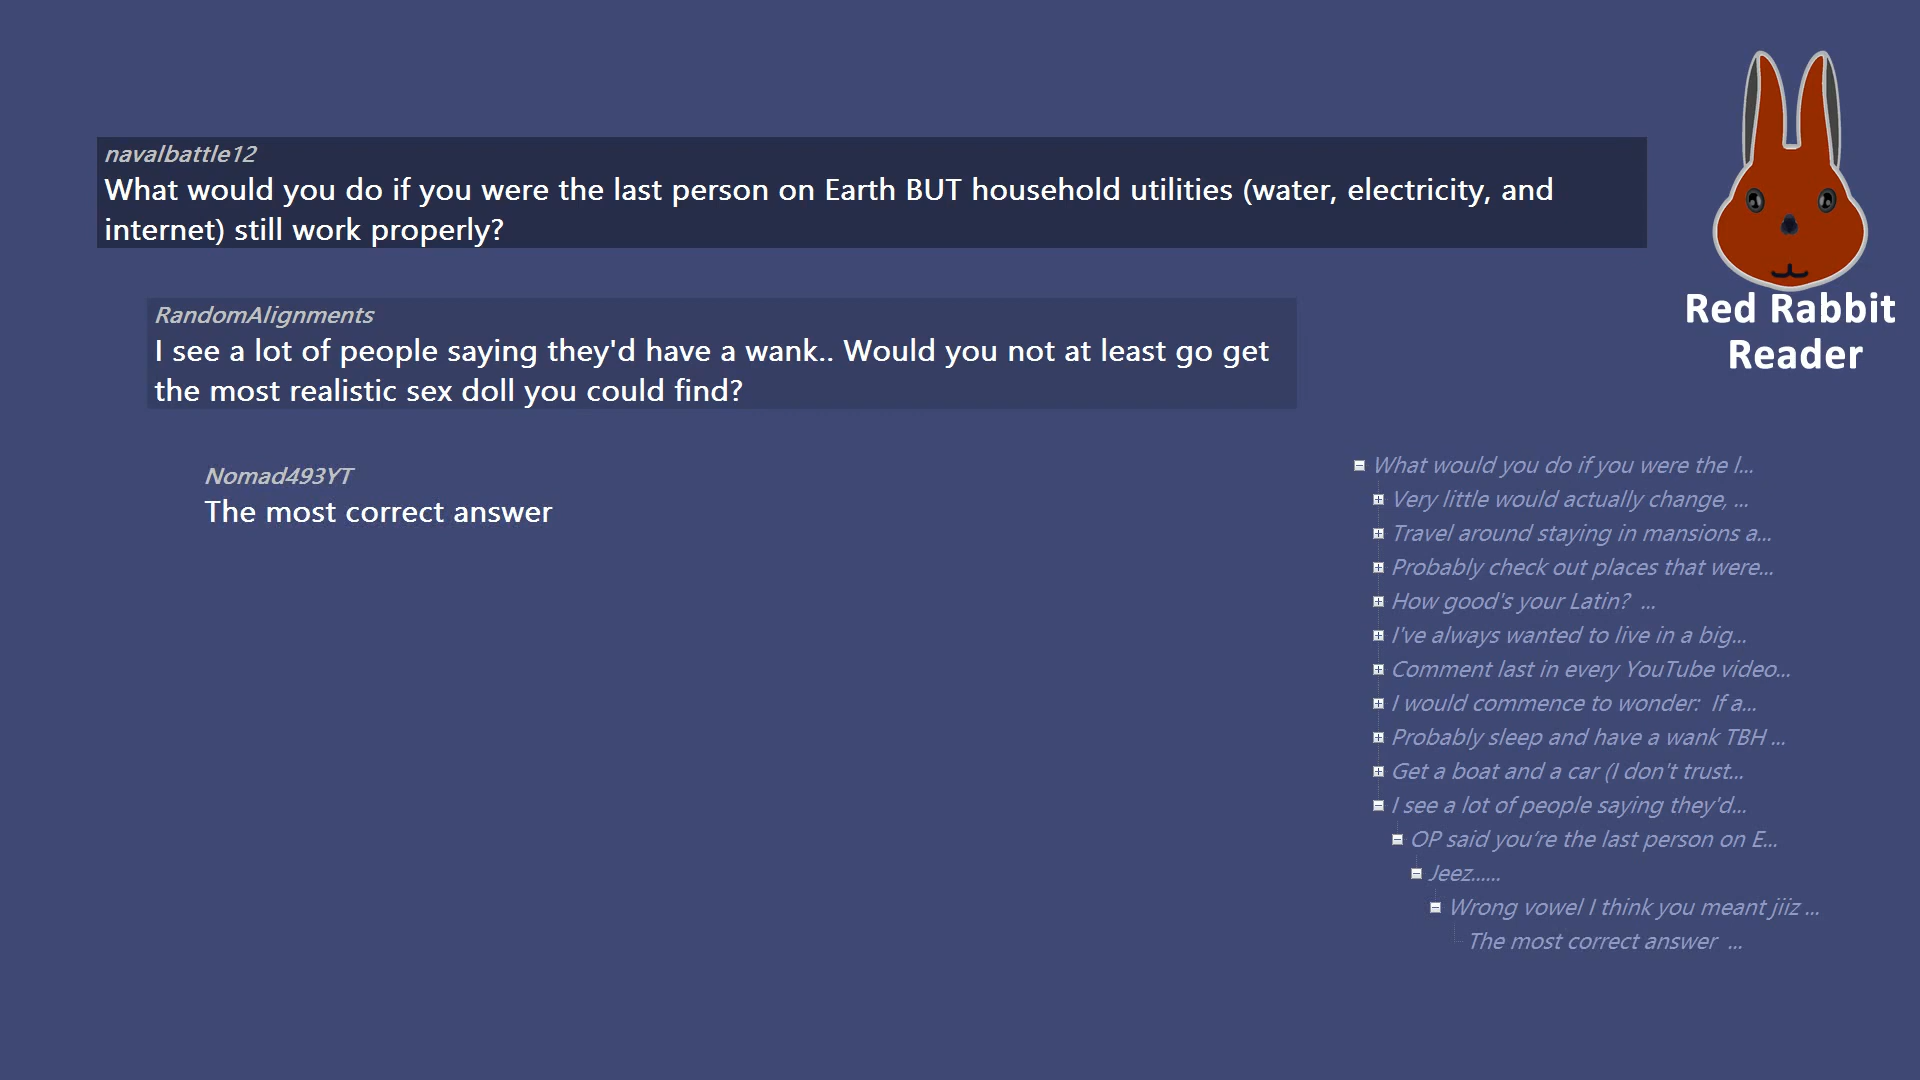 navalbattle12
What would you do if you were the last person on Earth BUT household utilities (water, electricity, and
internet) still work properly?
RandomAlignments
I see a lot of people saying they'd have a wank.. Would you not at least go get
the most realistic sex doll you could find?
Nomad493YT
The most correct answer
Red Rabbit
Reader
What would you do if you were the l...
Very little would actually change, ...
Travel around staying in mansions a...
Probably check out places that were...
How good's your Latin?  ...
I've always wanted to live in a big...
Comment last in every YouTube video...
I would commence to wonder:  If a...
Probably sleep and have a wank TBH ...
Get a boat and a car (I don't trust...
I see a lot of people saying they'd...
OP said you’re the last person on E...
Jeez......
Wrong vowel I think you meant jiiz ...
The most correct answer  ...